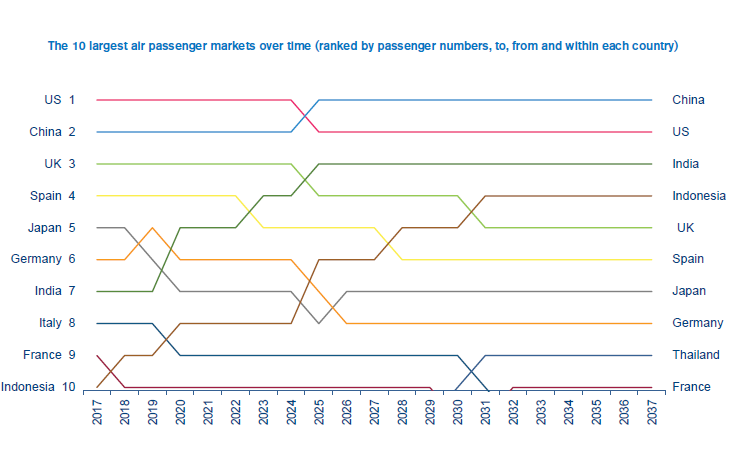 The 10 largest air passenger markets over time (ranked by passenger numbers, to, from and within each country)
US 1 China
China 2 US
UK 3 India
Spain 4 Indonesia
Japan 5 UK
Germany 6 Spain
India 7 Japan
Italy 8 Germany
France 9 Thailand
Indonesia 10 France
2017 2018 2019 2020 2021 2022 2023 2024 2025 2026 2027 2028 2029 2030 2031 2032 2033 2034 2035 2036 2037